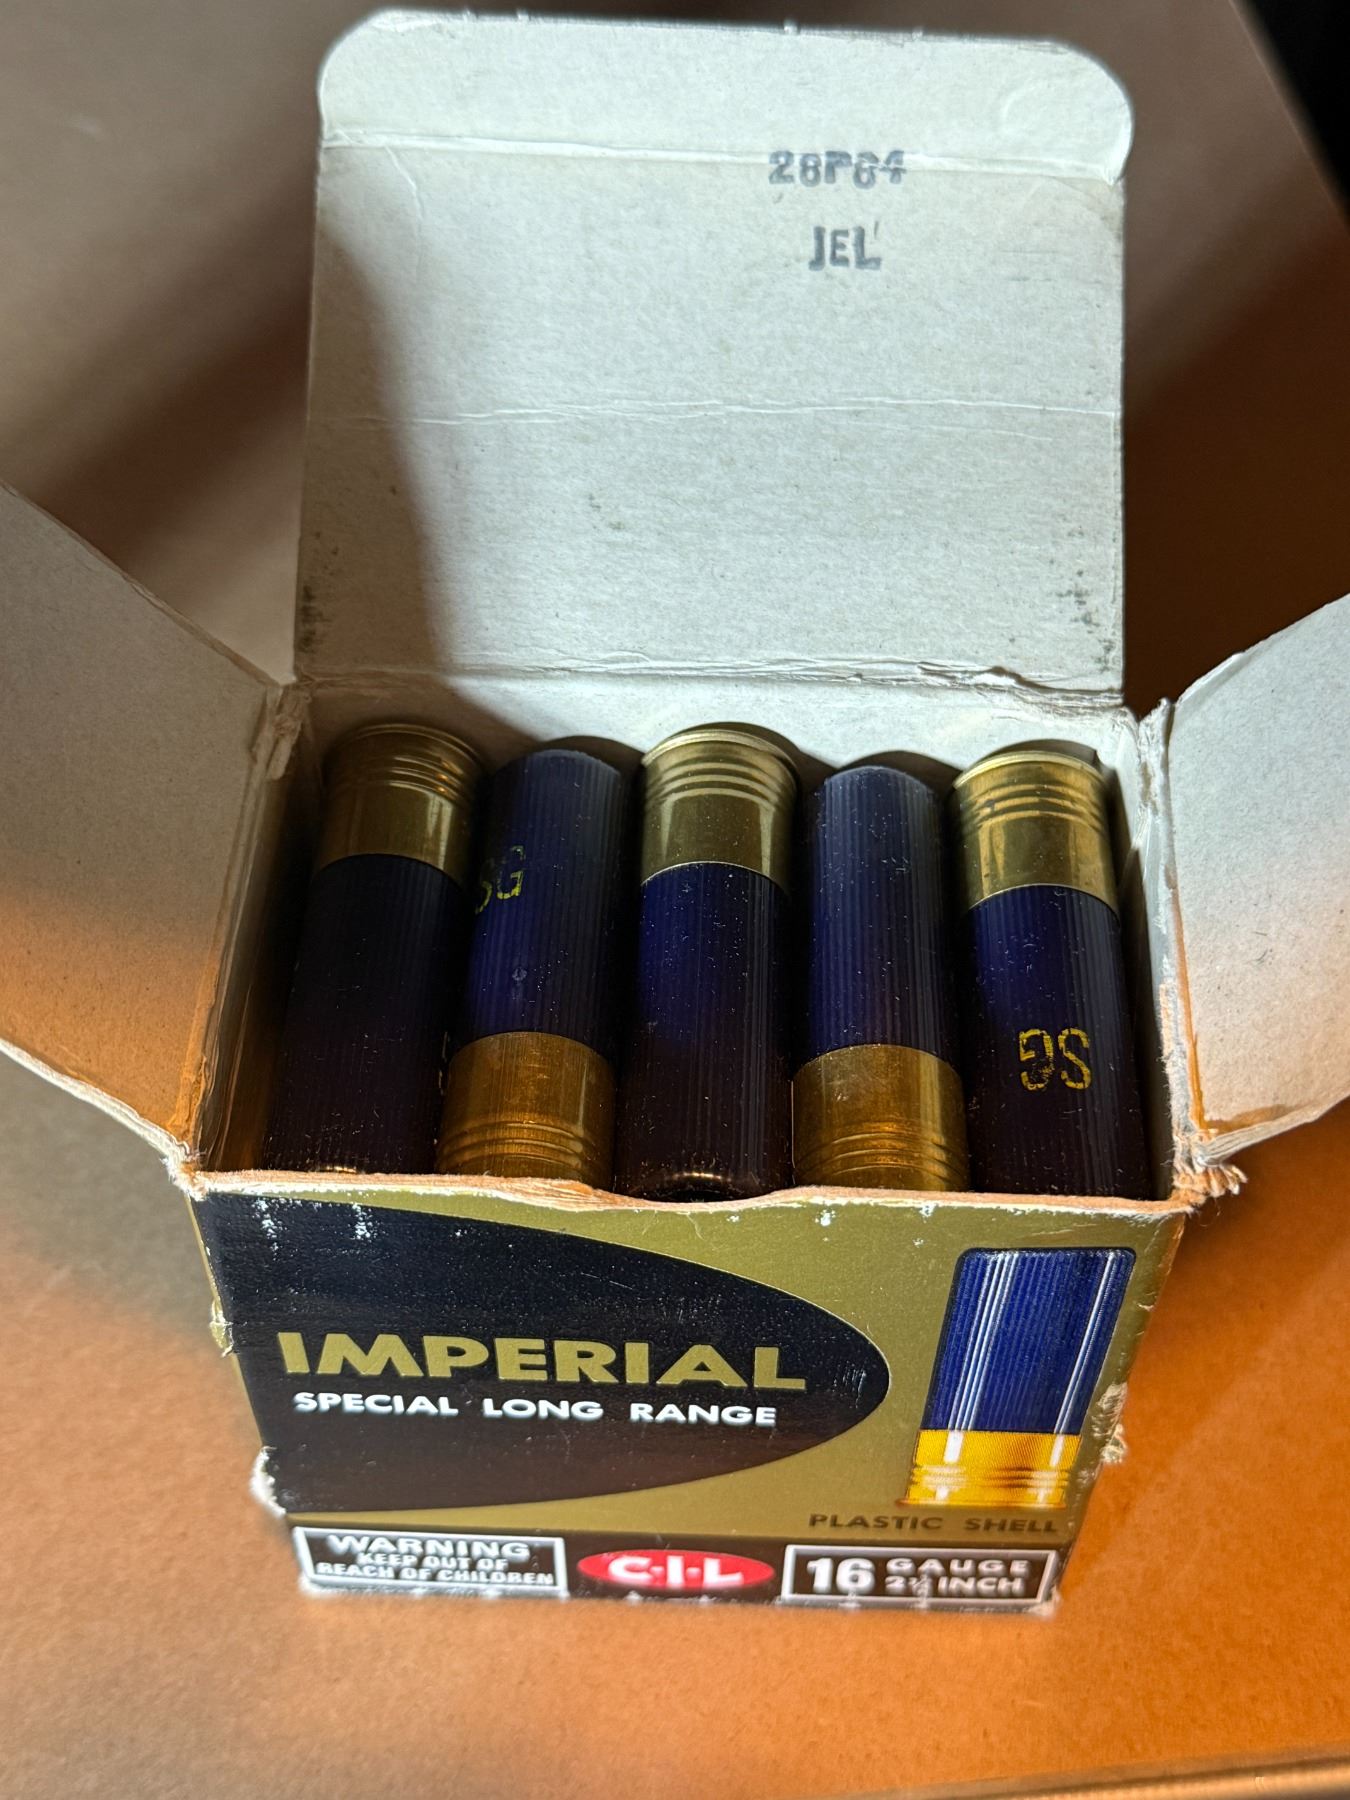 28P84
JEL
SG
SG
IMPERIAL
SPECIAL LONG RANGE
PLASTIC SHELL
WARNING
KEEP OUT OF
REACH OF CHILDREN
C·I·L
16 GAUGE
2¾ INCH